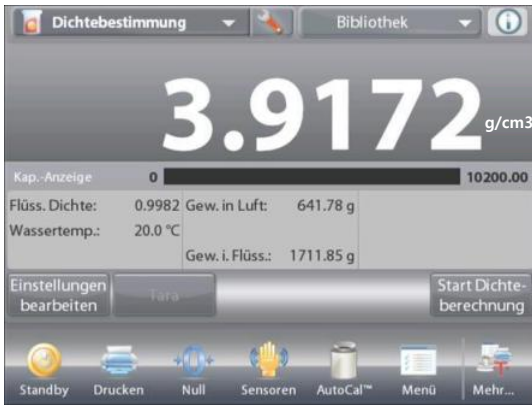 Dichtebestimmung Bibliothek
3.9172 g/cm3
Kap.-Anzeige 0 10200.00
Flüss. Dichte: 0.9982 Gew. in Luft: 641.78 g
Wassertemp.: 20.0 °C
Gew. i. Flüss.: 1711.85 g
Einstellungen bearbeiten Tara Start Dichte-berechnung
Standby Drucken Null Sensoren AutoCal™ Menü Mehr...